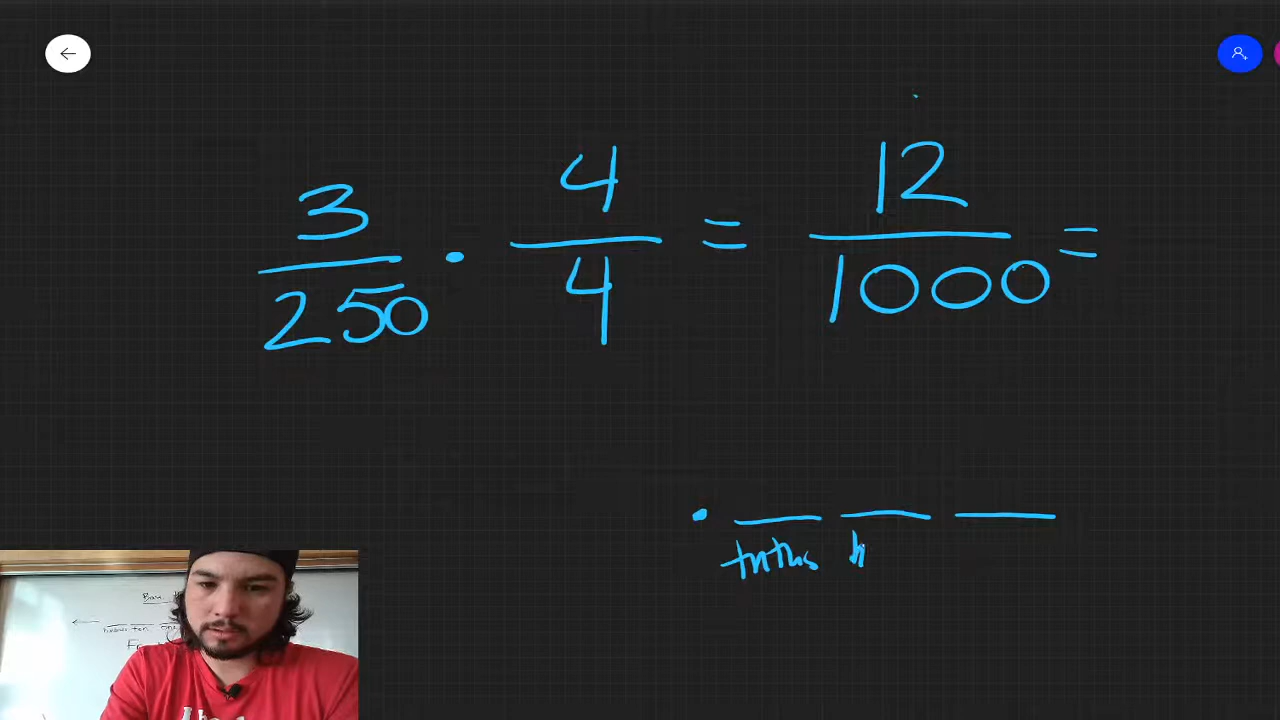 3/250 · 4/4 = 12/1000 =
. ___ ___ ___
tnths h